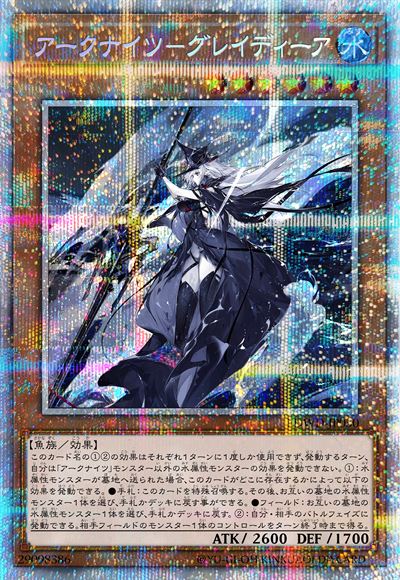 アークナイツーグレイディーア
水
【魚族／効果】
このカード名の①②の効果はそれぞれ1ターンに1度しか使用できず、発動するターン、
自分は「アークナイツ」モンスター以外の水属性モンスターの効果を発動できない。①：水
属性モンスターが墓地へ送られた場合、このカードがどこに存在するかによって以下の
効果を発動できる。●手札：このカードを特殊召喚する。その後、お互いの墓地の水属性
モンスター1体を選び、手札かデッキに戻す事ができる。●フィールド：お互いの墓地の
水属性モンスター1体を選び、手札かデッキに戻す。②：自分・相手のバトルフェイズに
発動できる。相手フィールドのモンスター1体のコントロールをターン終了時まで得る。
ATK/2600 DEF/1700
29098386